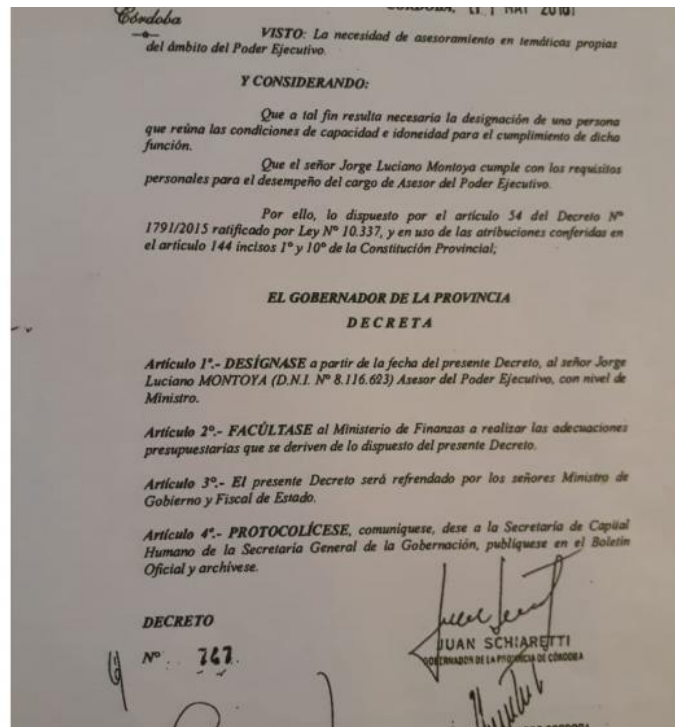 Córdoba
VISTO: La necesidad de asesoramiento en temáticas propias
del ámbito del Poder Ejecutivo.
Y CONSIDERANDO:
Que a tal fin resulta necesaria la designación de una persona
que reúna las condiciones de capacidad e idoneidad para el cumplimiento de dicha
función.
Que el señor Jorge Luciano Montoya cumple con los requisitos
personales para el desempeño del cargo de Asesor del Poder Ejecutivo.
Por ello, lo dispuesto por el artículo 54 del Decreto Nº
1791/2015 ratificado por Ley Nº 10.337, y en uso de las atribuciones conferidas en
el artículo 144 incisos 1º y 10º de la Constitución Provincial;
EL GOBERNADOR DE LA PROVINCIA
DECRETA
Artículo 1º.- DESÍGNASE a partir de la fecha del presente Decreto, al señor Jorge
Luciano MONTOYA (D.N.I. Nº 8.116.623) Asesor del Poder Ejecutivo, con nivel de
Ministro.
Artículo 2º.- FACÚLTASE al Ministerio de Finanzas a realizar las adecuaciones
presupuestarias que se deriven de lo dispuesto del presente Decreto.
Artículo 3º.- El presente Decreto será refrendado por los señores Ministro de
Gobierno y Fiscal de Estado.
Artículo 4º.- PROTOCOLÍCESE, comuníquese, dese a la Secretaría de Capital
Humano de la Secretaría General de la Gobernación, publíquese en el Boletín
Oficial y archívese.
DECRETO
Nº 747
JUAN SCHIARETTI
GOBERNADOR DE LA PROVINCIA DE CÓRDOBA